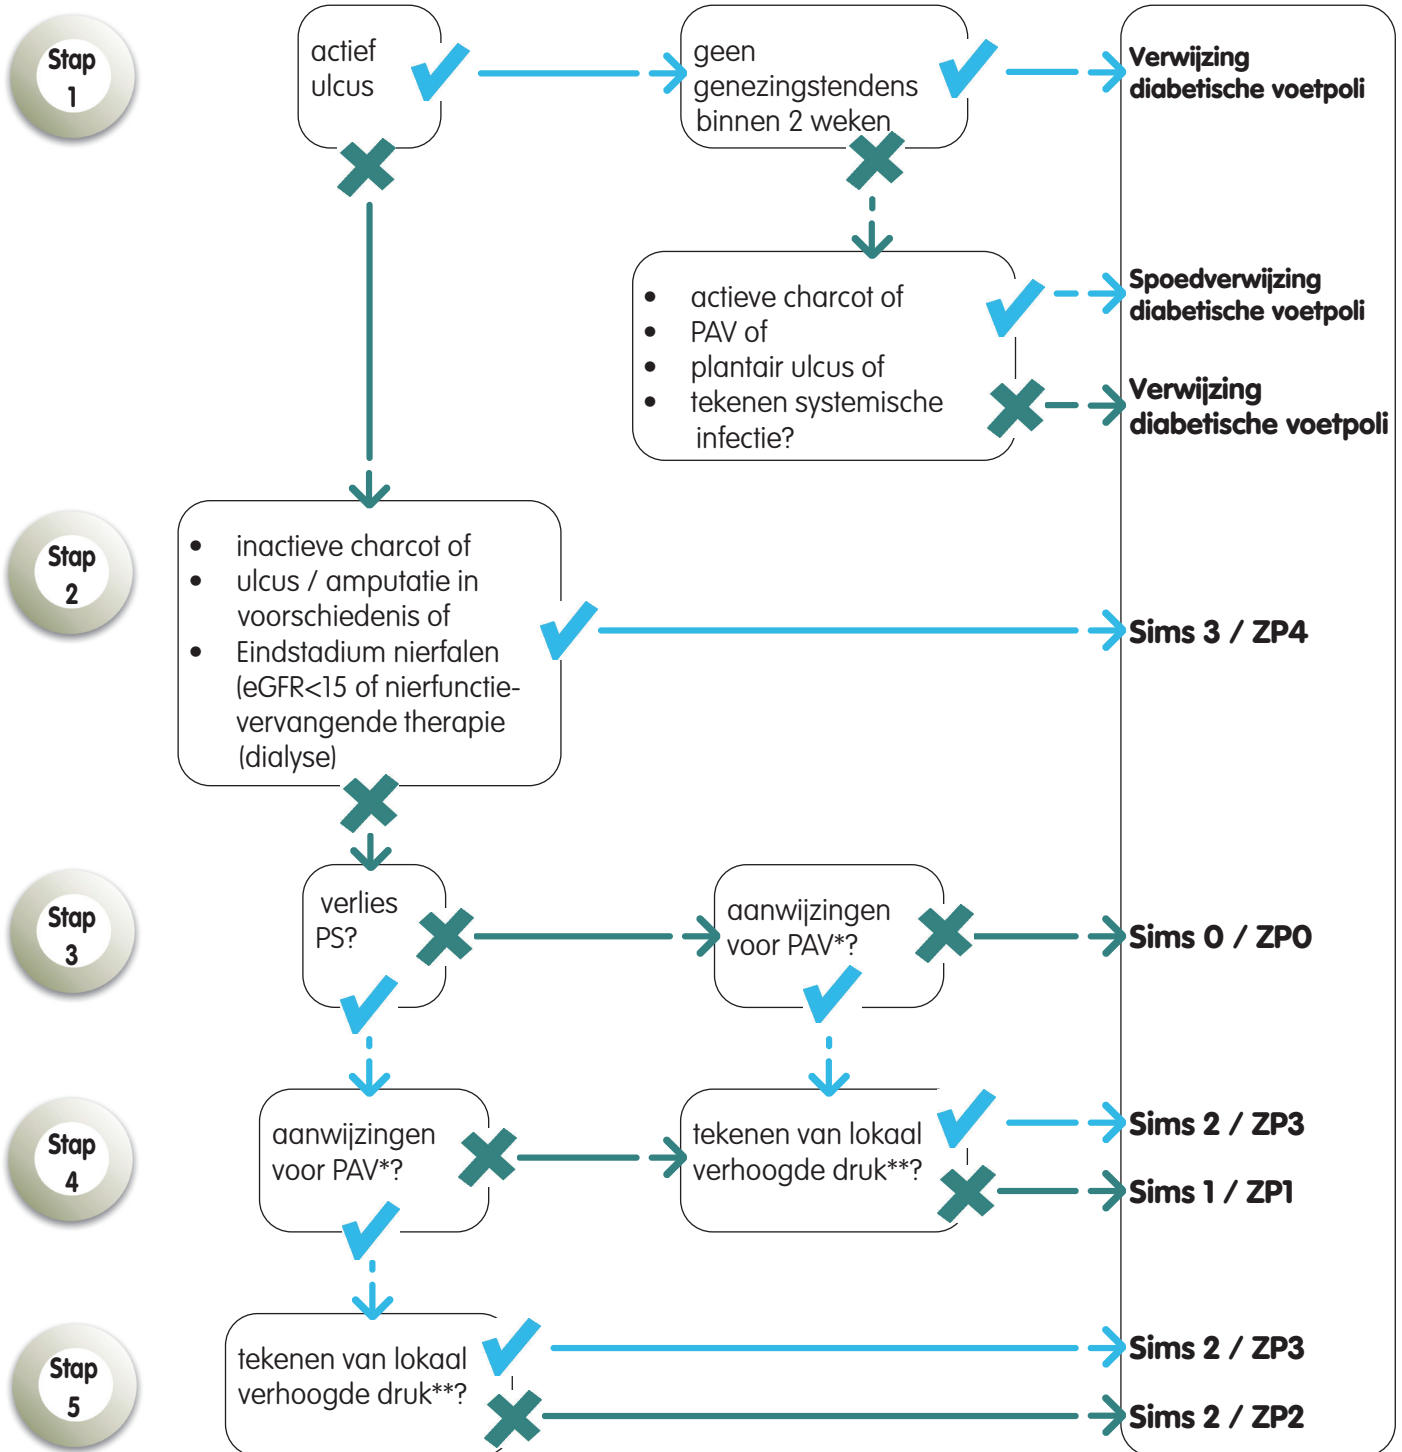 Stap
1
actief
ulcus
geen
genezingstendens
binnen 2 weken
Verwijzing
diabetische voetpoli
• actieve charcot of
• PAV of
• plantair ulcus of
• tekenen systemische
infectie?
Spoedverwijzing
diabetische voetpoli
Verwijzing
diabetische voetpoli
Stap
2
• inactieve charcot of
• ulcus / amputatie in
voorschiedenis of
• Eindstadium nierfalen
(eGFR<15 of nierfunctie-
vervangende therapie
(dialyse)
Sims 3 / ZP4
Stap
3
verlies
PS?
aanwijzingen
voor PAV*?
Sims 0 / ZP0
Stap
4
aanwijzingen
voor PAV*?
tekenen van lokaal
verhoogde druk**?
Sims 2 / ZP3
Sims 1 / ZP1
Stap
5
tekenen van lokaal
verhoogde druk**?
Sims 2 / ZP3
Sims 2 / ZP2